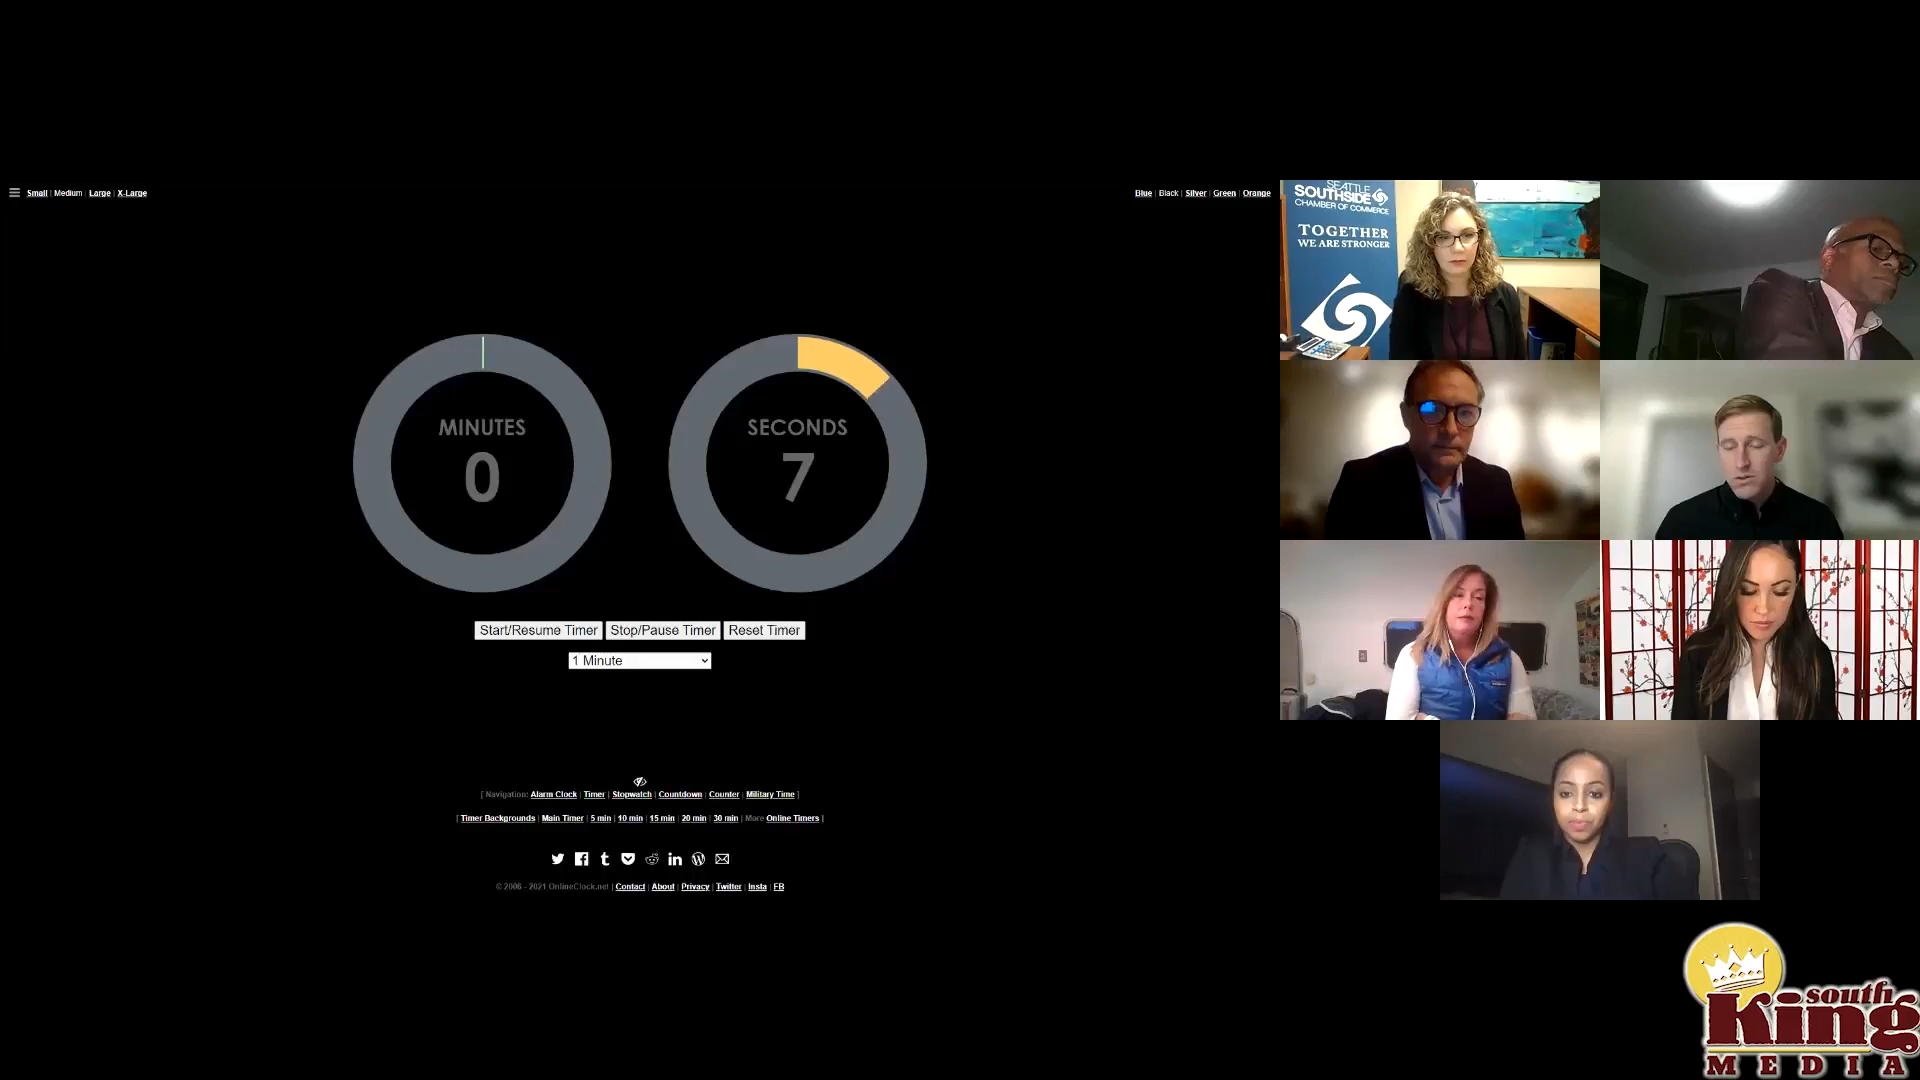 Small | Medium | Large | X-Large
Blue | Black | Silver | Green | Orange
SEATTLE
SOUTHSIDE
CHAMBER OF COMMERCE
TOGETHER
WE ARE STRONGER
MINUTES
0
SECONDS
7
Start/Resume Timer Stop/Pause Timer Reset Timer
1 Minute
[ Navigation: Alarm Clock | Timer | Stopwatch | Countdown | Counter | Military Time ]
[ Timer Backgrounds | Main Timer | 5 min | 10 min | 15 min | 20 min | 30 min | More Online Timers ]
© 2006 - 2021 OnlineClock.net | Contact | About | Privacy | Twitter | Insta | FB
south
King
MEDIA